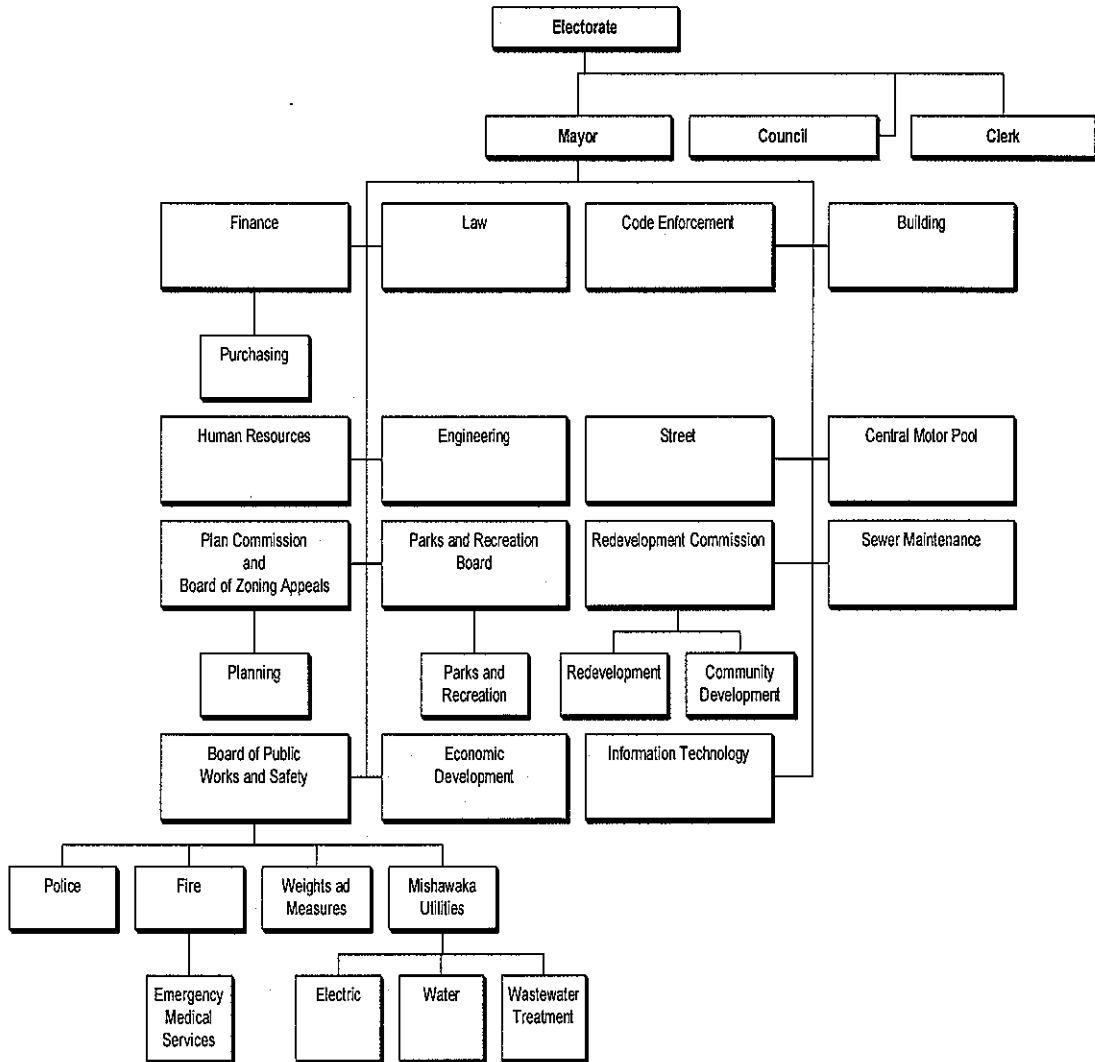 Electorate
Mayor
Council
Clerk
Finance
Law
Code Enforcement
Building
Purchasing
Human Resources
Engineering
Street
Central Motor Pool
Plan Commission
and
Board of Zoning Appeals
Parks and Recreation
Board
Redevelopment Commission
Sewer Maintenance
Planning
Parks and
Recreation
Redevelopment
Community
Development
Board of Public
Works and Safety
Economic
Development
Information Technology
Police
Fire
Weights ad
Measures
Mishawaka
Utilities
Emergency
Medical
Services
Electric
Water
Wastewater
Treatment